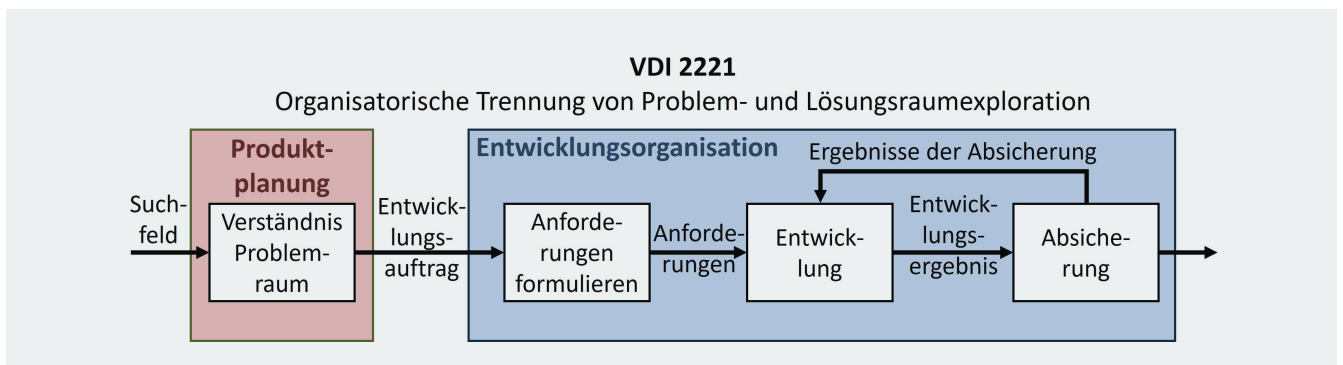 VDI 2221
Organisatorische Trennung von Problem- und Lösungsraumexploration
Produkt-
planung
Entwicklungsorganisation
Ergebnisse der Absicherung
Such-
feld
Verständnis
Problem-
raum
Entwick-
lungs-
auftrag
Anforde-
rungen
formulieren
Anforde-
rungen
Entwick-
lung
Entwick-
lungs-
ergebnis
Absiche-
rung